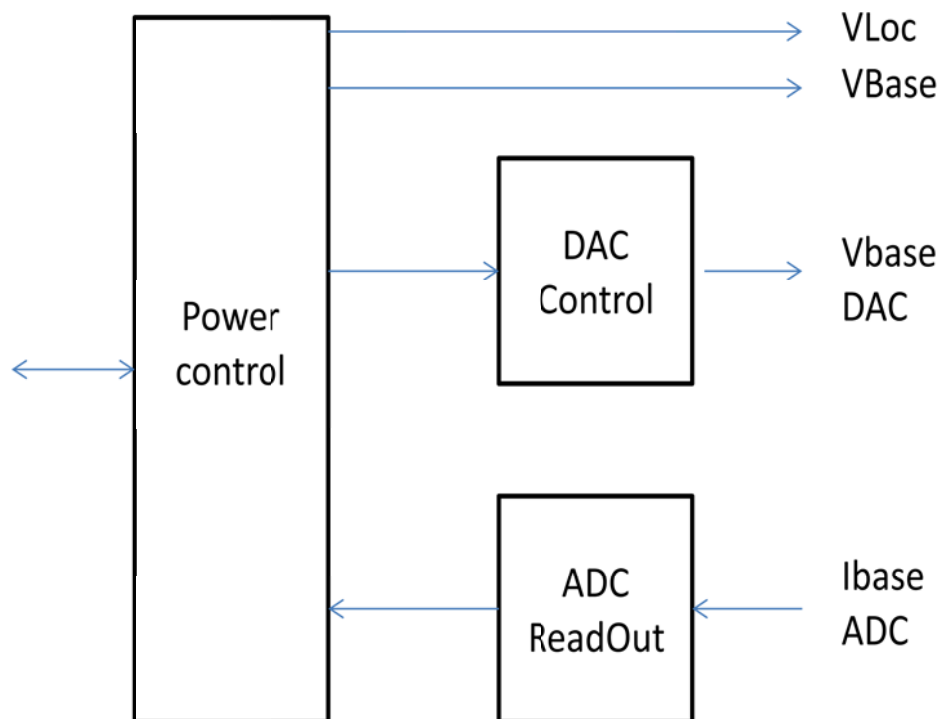 VLoc
VBase
DAC
Control
Vbase
DAC
Power
control
ADC
ReadOut
Ibase
ADC